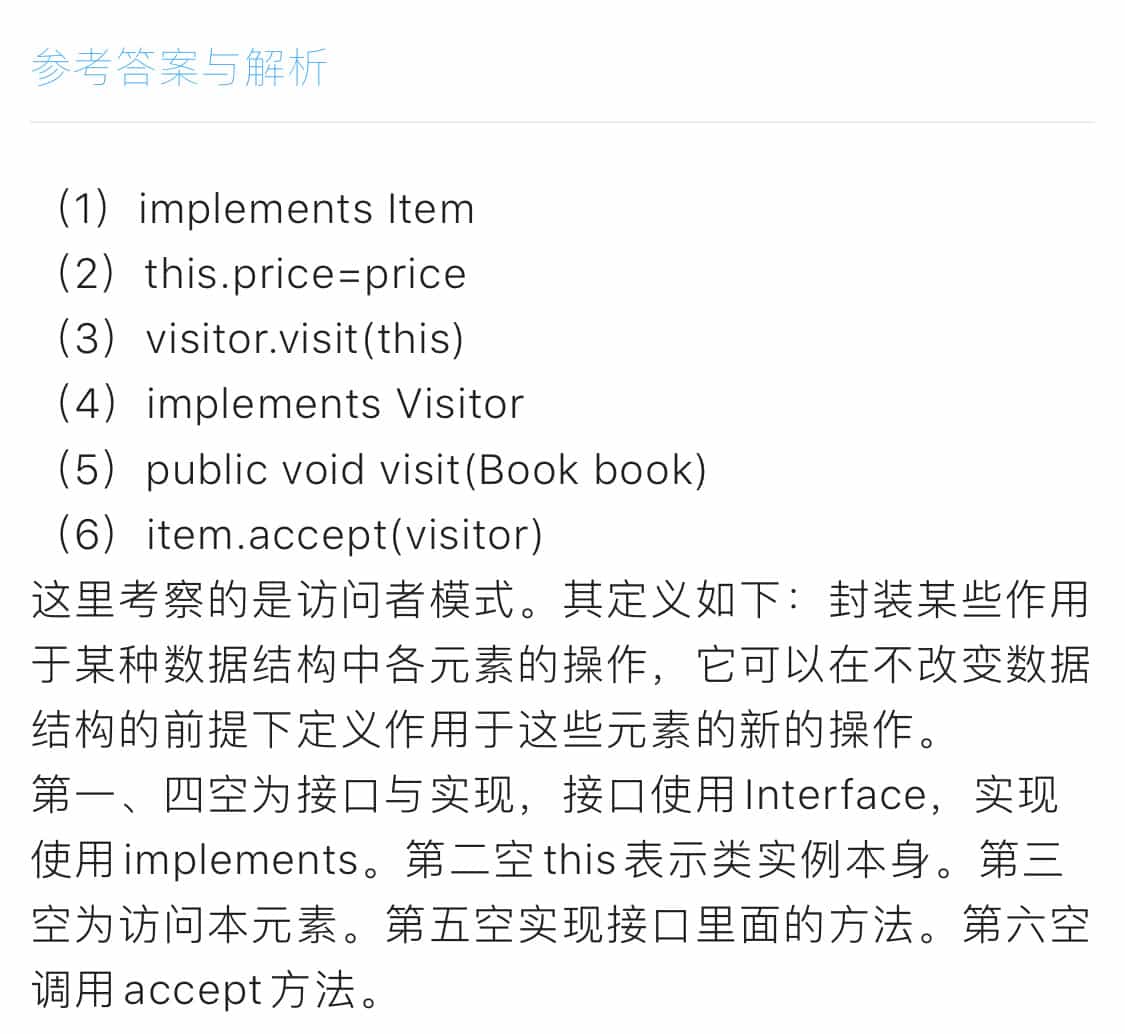 参考答案与解析
（1）implements Item
（2）this.price=price
（3）visitor.visit(this)
（4）implements Visitor
（5）public void visit(Book book)
（6）item.accept(visitor)
这里考察的是访问者模式。其定义如下：封装某些作用
于某种数据结构中各元素的操作，它可以在不改变数据
结构的前提下定义作用于这些元素的新的操作。
第一、四空为接口与实现，接口使用Interface，实现
使用implements。第二空this表示类实例本身。第三
空为访问本元素。第五空实现接口里面的方法。第六空
调用accept方法。